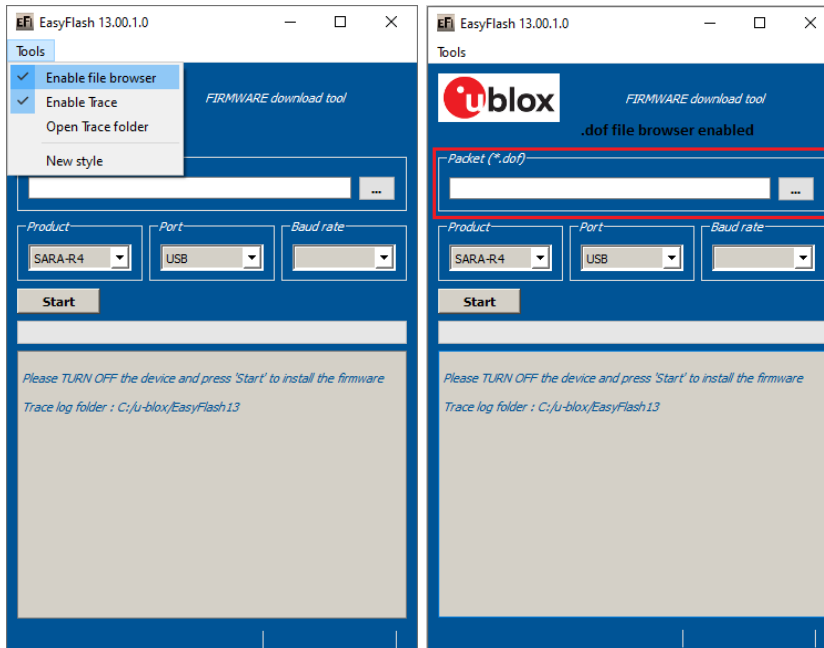 EasyFlash 13.00.1.0
Tools
Enable file browser
Enable Trace
Open Trace folder
New style
FIRMWARE download tool
...
Product
Port
Baud rate
SARA-R4
USB
Start
Please TURN OFF the device and press 'Start' to install the firmware
Trace log folder : C:/u-blox/EasyFlash13
EasyFlash 13.00.1.0
Tools
ublox
FIRMWARE download tool
.dof file browser enabled
Packet (*.dof)
...
Product
Port
Baud rate
SARA-R4
USB
Start
Please TURN OFF the device and press 'Start' to install the firmware
Trace log folder : C:/u-blox/EasyFlash13